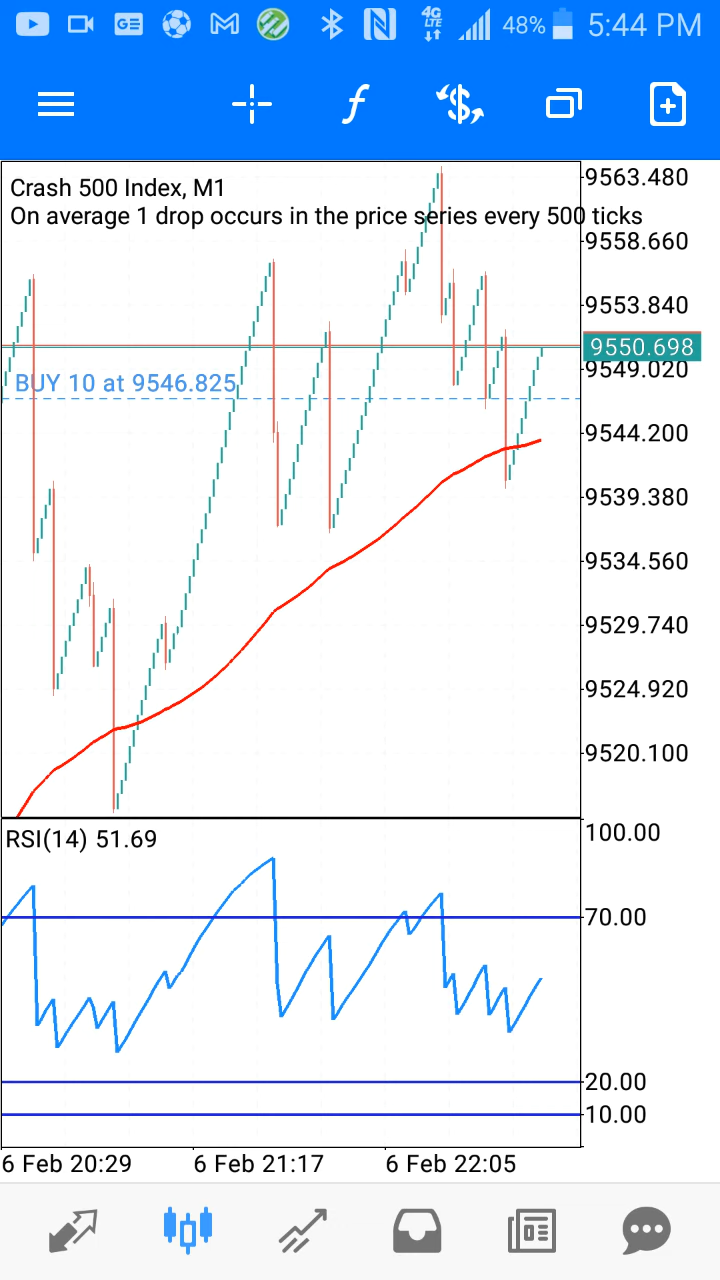 4G
LTE
48%
5:44 PM
GE
Crash 500 Index, M1
On average 1 drop occurs in the price series every 500 ticks
9563.480
9558.660
9553.840
9550.698
9549.020
BUY 10 at 9546.825
9544.200
9539.380
9534.560
9529.740
9524.920
9520.100
RSI(14) 51.69
100.00
70.00
20.00
10.00
6 Feb 20:29 6 Feb 21:17 6 Feb 22:05